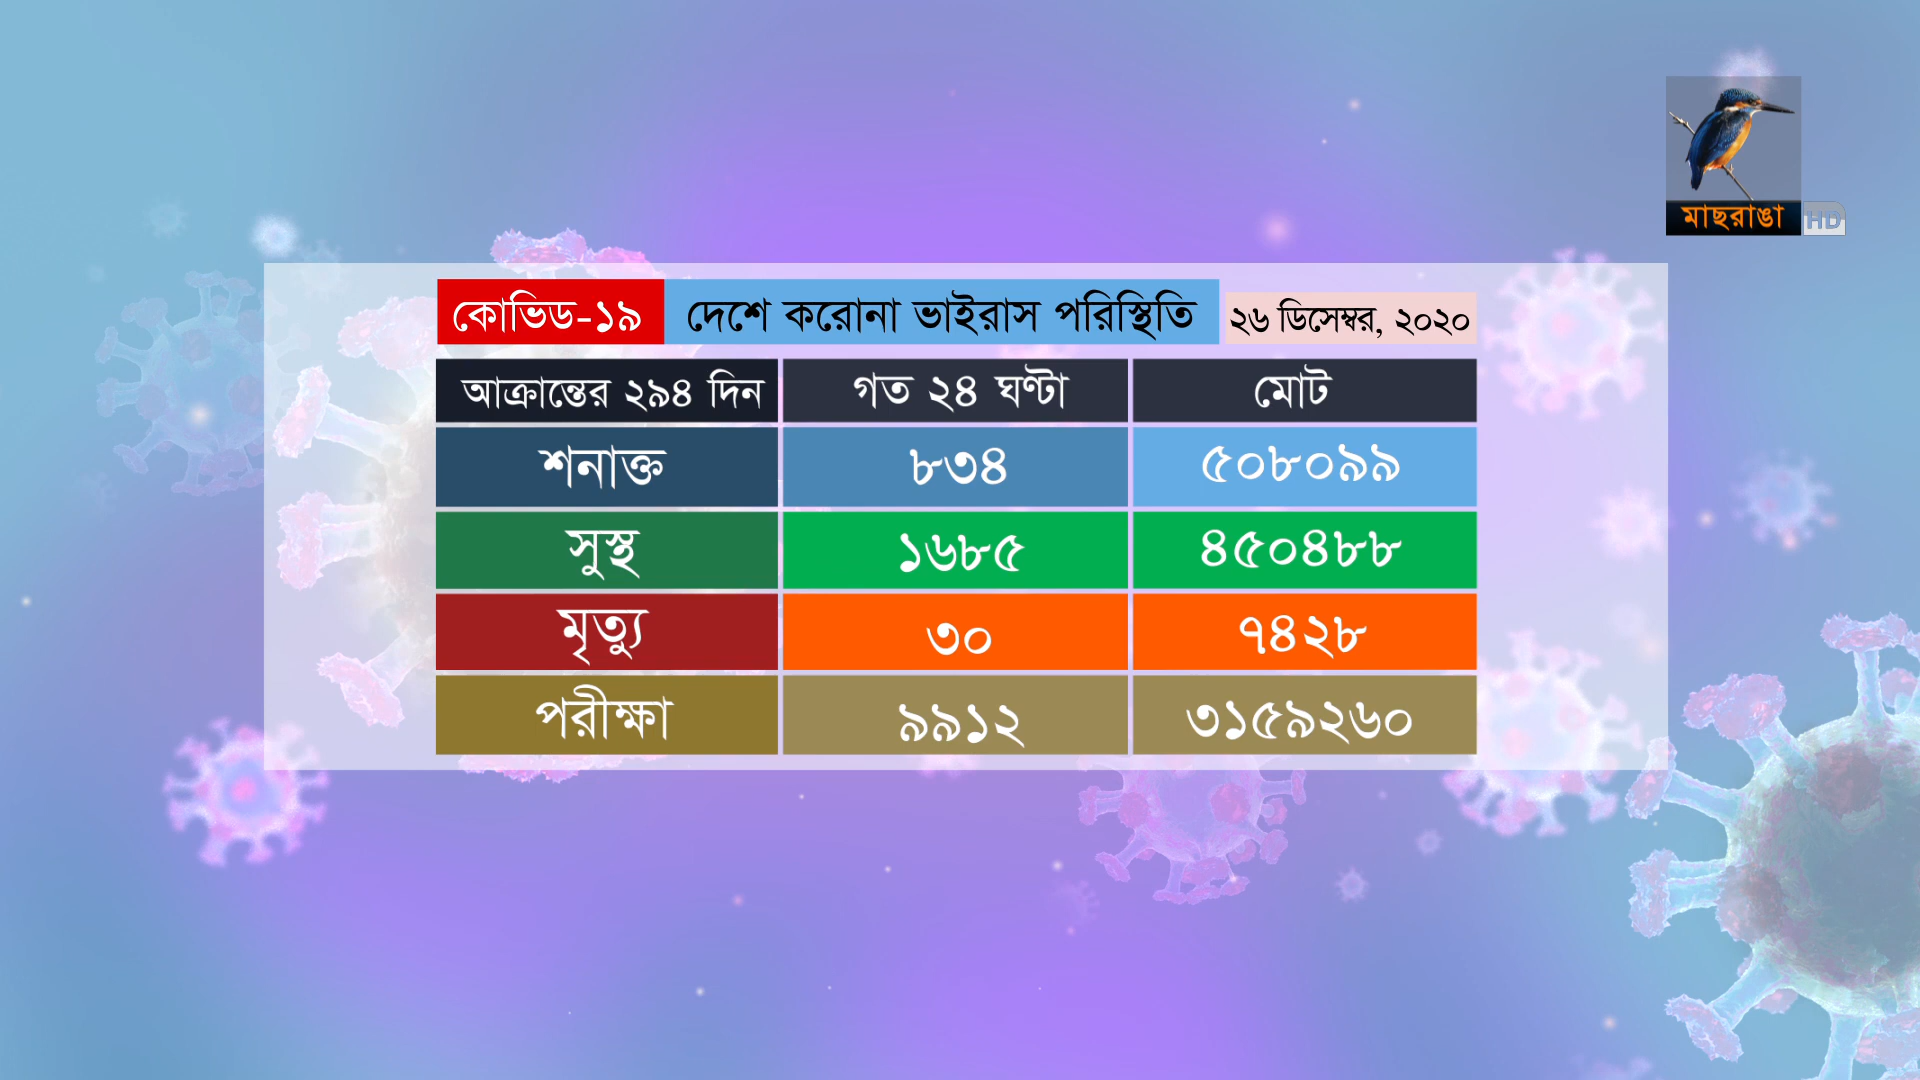 মাছরাঙা HD
কোভিড-১৯ দেশে করোনা ভাইরাস পরিস্থিতি ২৬ ডিসেম্বর, ২০২০
আক্রান্তের ২৯৪ দিন গত ২৪ ঘণ্টা মোট
শনাক্ত ৮৩৪ ৫০৮০৯৯
সুস্থ ১৬৮৫ ৪৫০৪৮৮
মৃত্যু ৩০ ৭৪২৮
পরীক্ষা ৯৯১২ ৩১৫৯২৬০